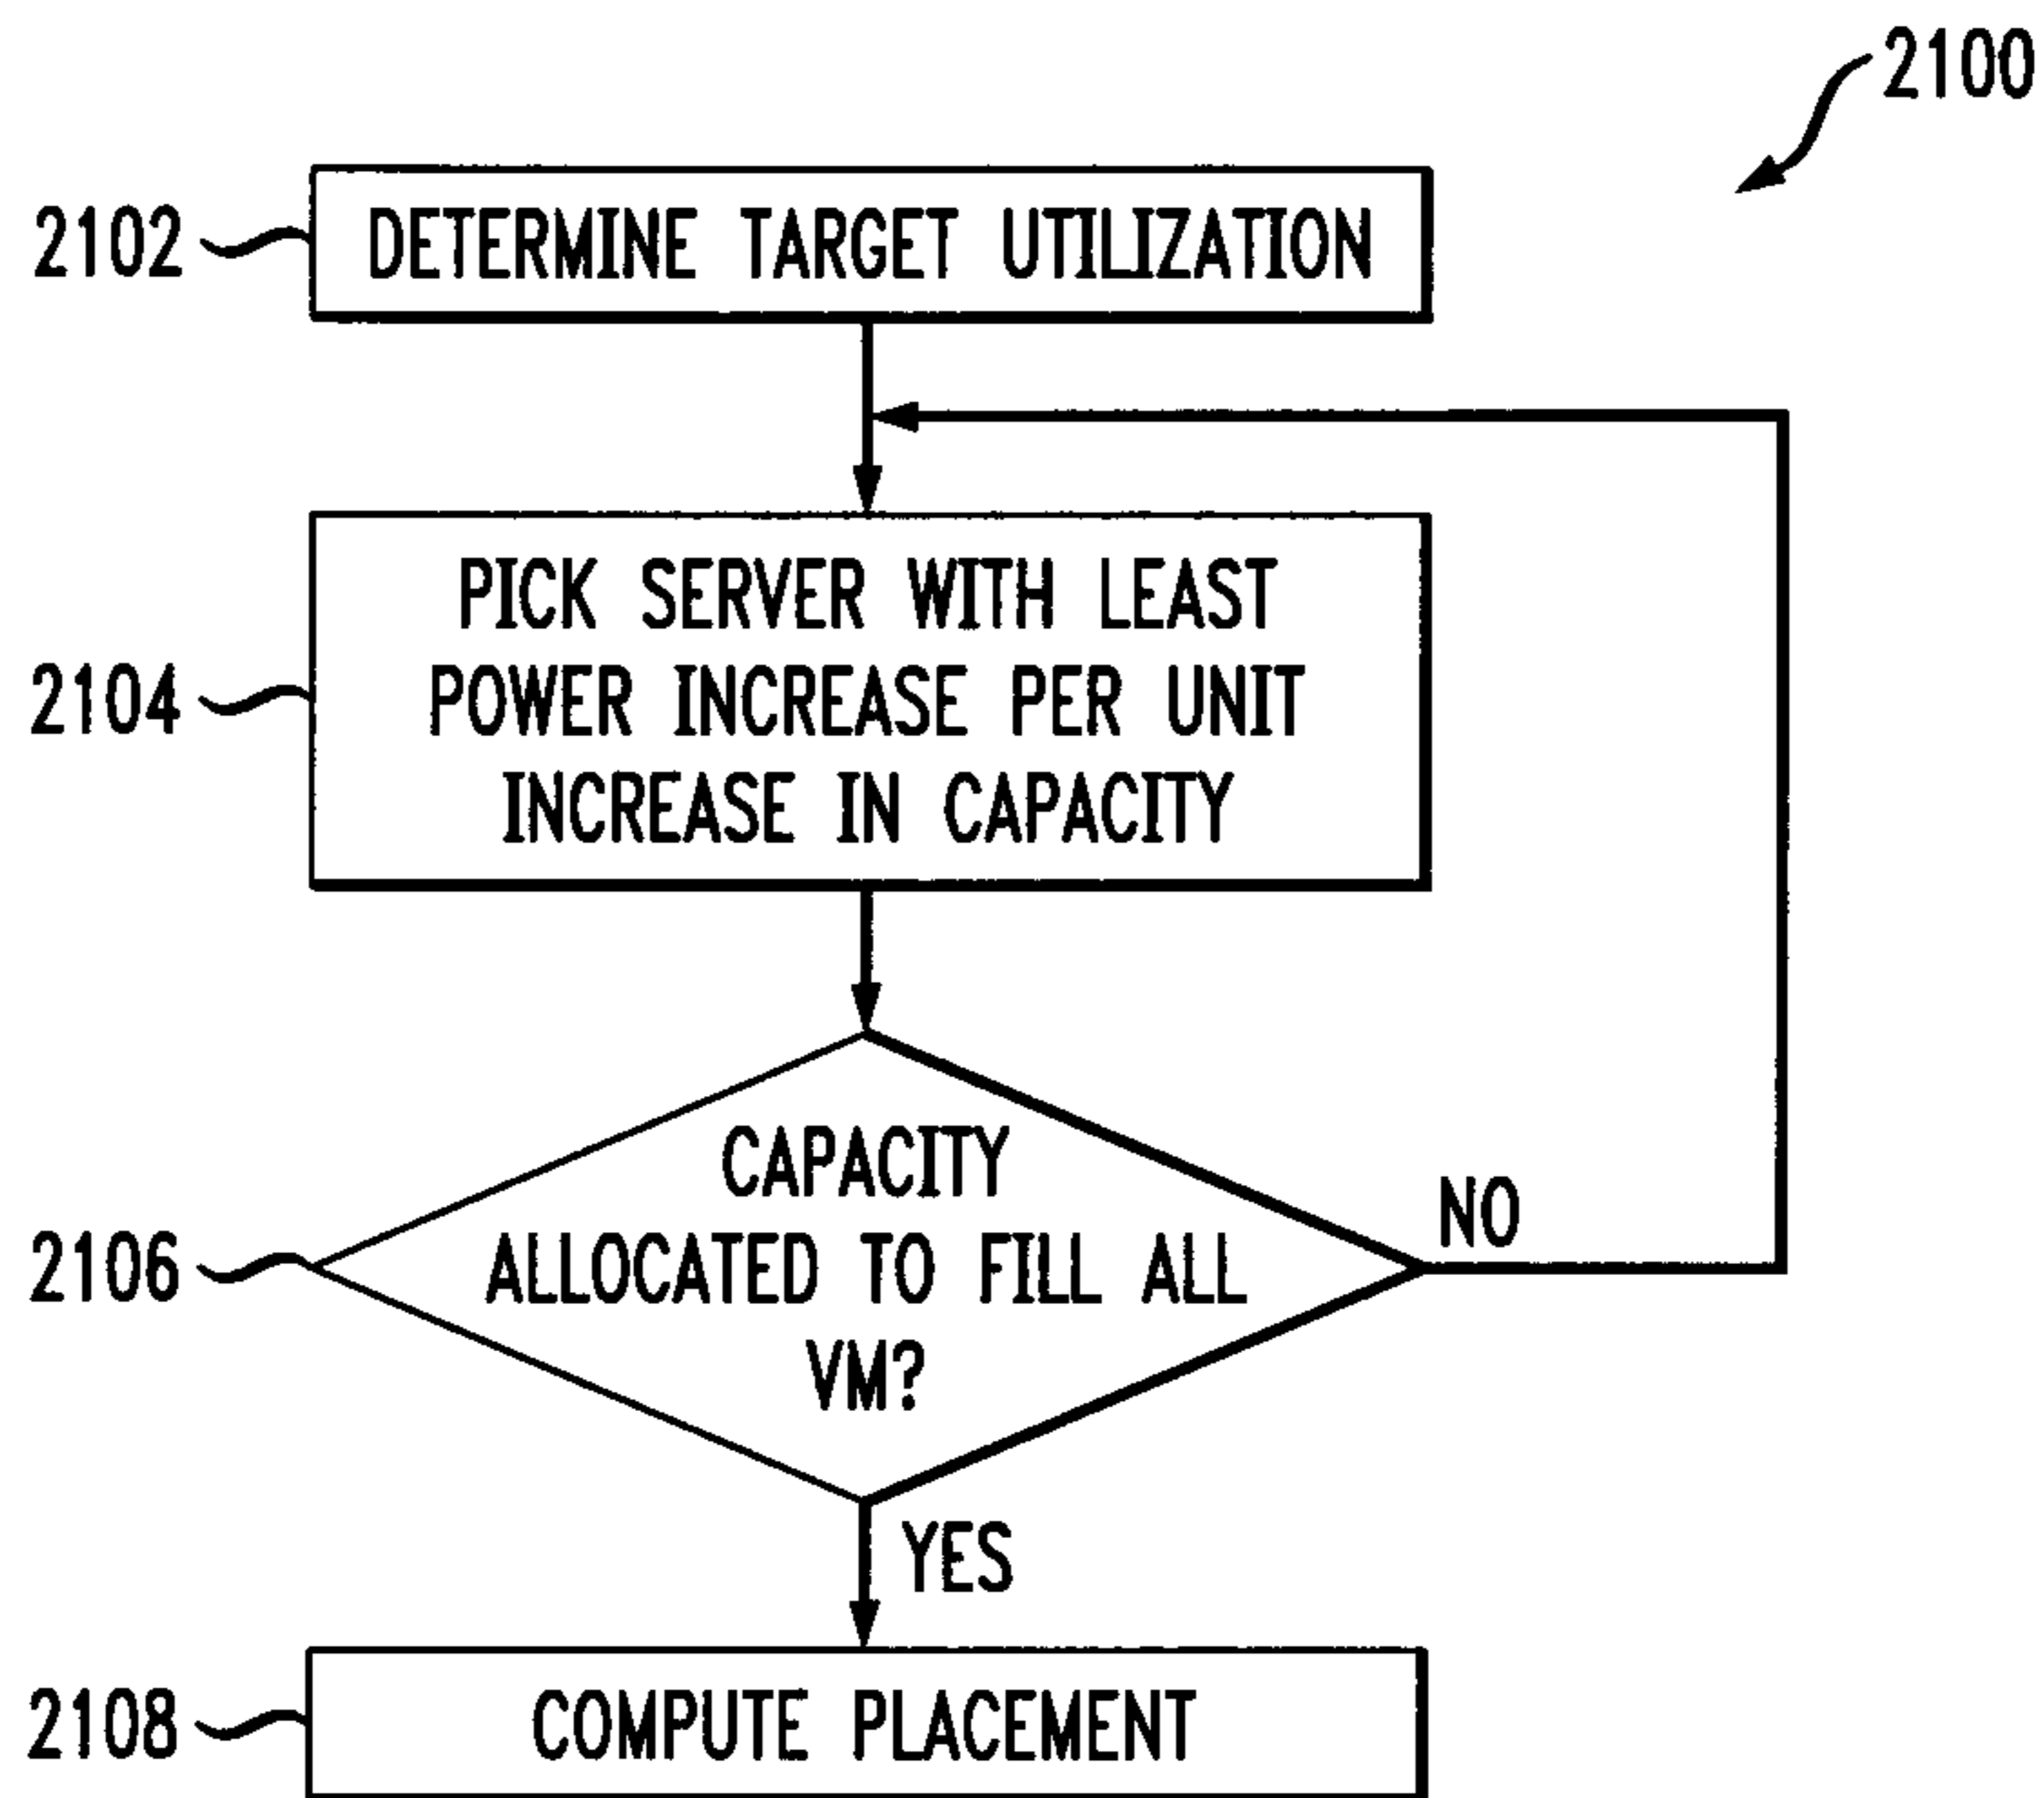 2100
2102
DETERMINE TARGET UTILIZATION
2104
PICK SERVER WITH LEAST
POWER INCREASE PER UNIT
INCREASE IN CAPACITY
2106
CAPACITY
ALLOCATED TO FILL ALL
VM?
NO
YES
2108
COMPUTE PLACEMENT